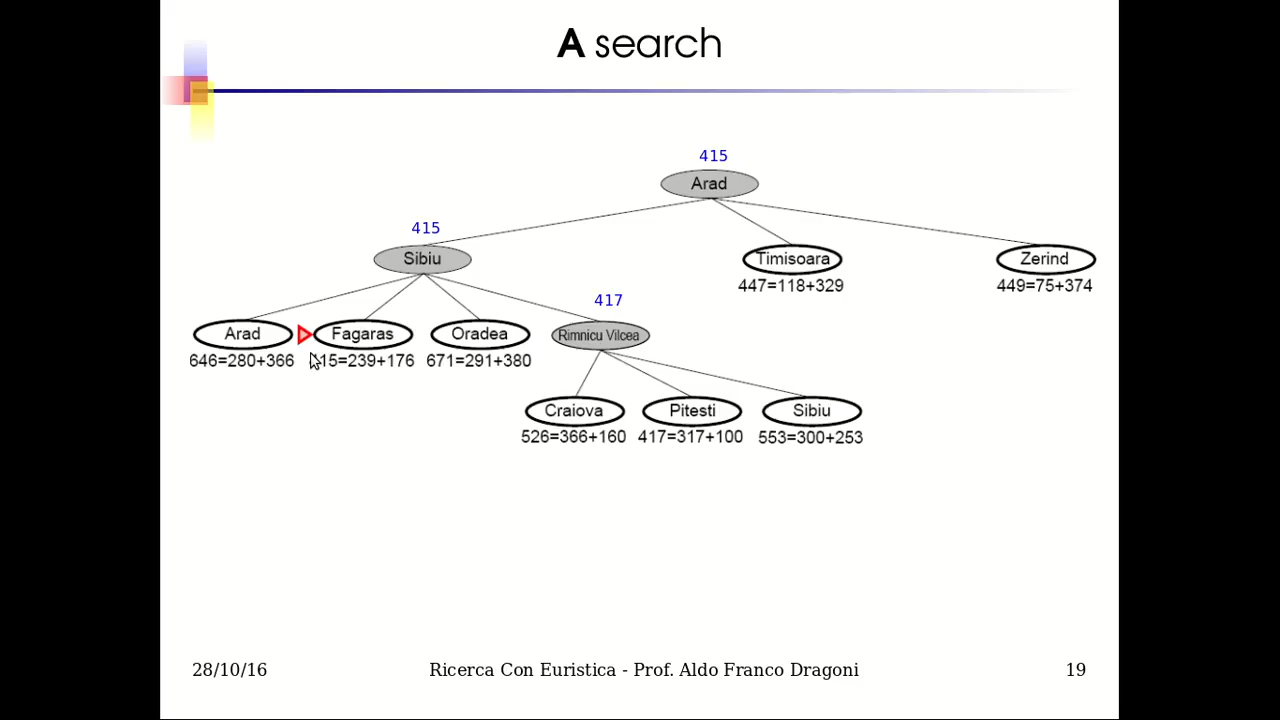 A search
415
Arad
415
Sibiu
Timisoara
Zerind
447=118+329
449=75+374
417
Arad
Fagaras
Oradea
Rimnicu Vilcea
646=280+366
15=239+176
671=291+380
Craiova
Pitesti
Sibiu
526=366+160
417=317+100
553=300+253
28/10/16
Ricerca Con Euristica - Prof. Aldo Franco Dragoni
19